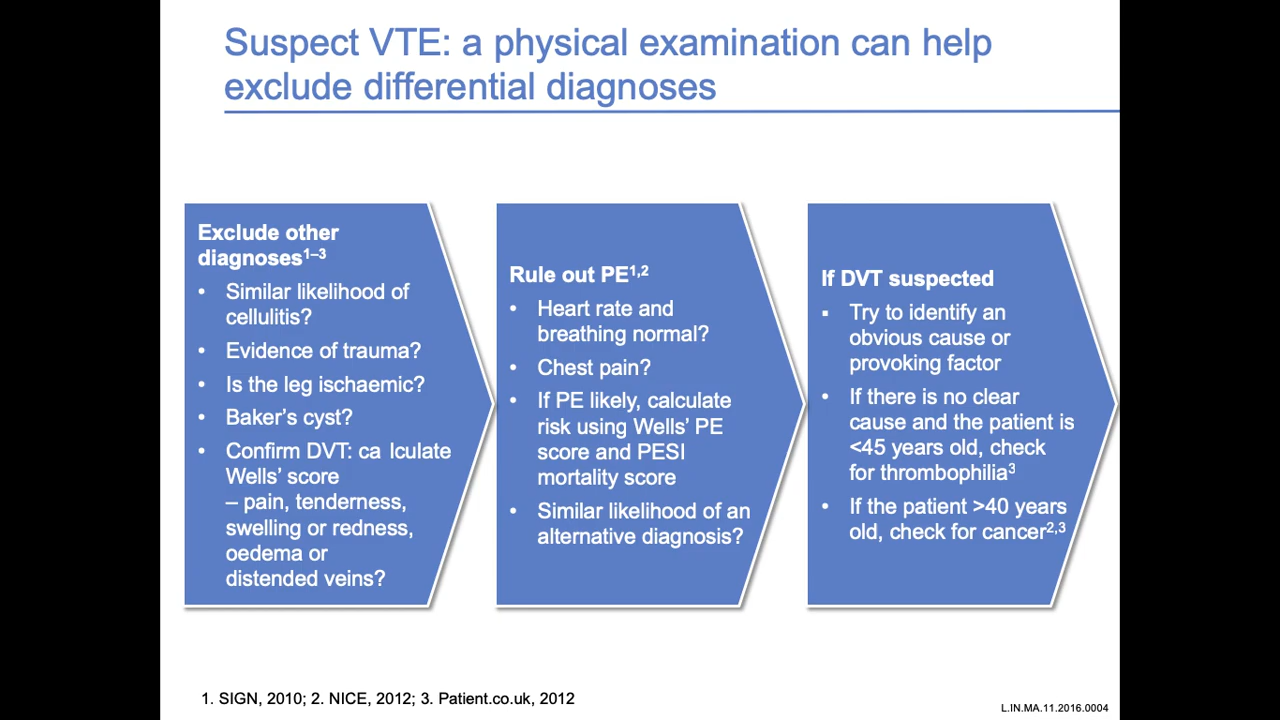 Suspect VTE: a physical examination can help
exclude differential diagnoses
Exclude other
diagnoses1–3
• Similar likelihood of
cellulitis?
• Evidence of trauma?
• Is the leg ischaemic?
• Baker's cyst?
• Confirm DVT: ca lculate
Wells' score
– pain, tenderness,
swelling or redness,
oedema or
distended veins?
Rule out PE1,2
• Heart rate and
breathing normal?
• Chest pain?
• If PE likely, calculate
risk using Wells' PE
score and PESI
mortality score
• Similar likelihood of an
alternative diagnosis?
If DVT suspected
▪ Try to identify an
obvious cause or
provoking factor
• If there is no clear
cause and the patient is
<45 years old, check
for thrombophilia3
• If the patient >40 years
old, check for cancer2,3
1. SIGN, 2010; 2. NICE, 2012; 3. Patient.co.uk, 2012
L.IN.MA.11.2016.0004